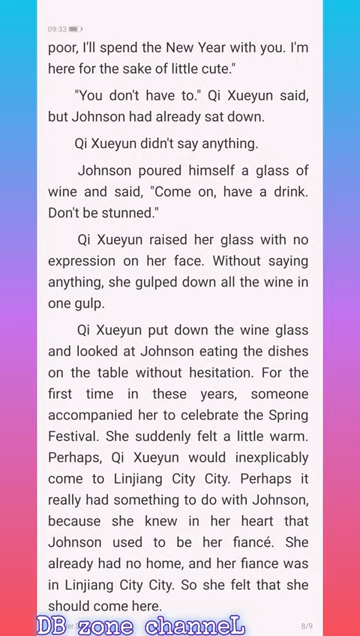 09:33
poor, I'll spend the New Year with you. I'm
here for the sake of little cute."
"You don't have to." Qi Xueyun said,
but Johnson had already sat down.
Qi Xueyun didn't say anything.
Johnson poured himself a glass of
wine and said, "Come on, have a drink.
Don't be stunned."
Qi Xueyun raised her glass with no
expression on her face. Without saying
anything, she gulped down all the wine in
one gulp.
Qi Xueyun put down the wine glass
and looked at Johnson eating the dishes
on the table without hesitation. For the
first time in these years, someone
accompanied her to celebrate the Spring
Festival. She suddenly felt a little warm.
Perhaps, Qi Xueyun would inexplicably
come to Linjiang City City. Perhaps it
really had something to do with Johnson,
because she knew in her heart that
Johnson used to be her fiancé. She
already had no home, and her fiance was
in Linjiang City City. So she felt that she
should come here.
DB zone channeL
8/9